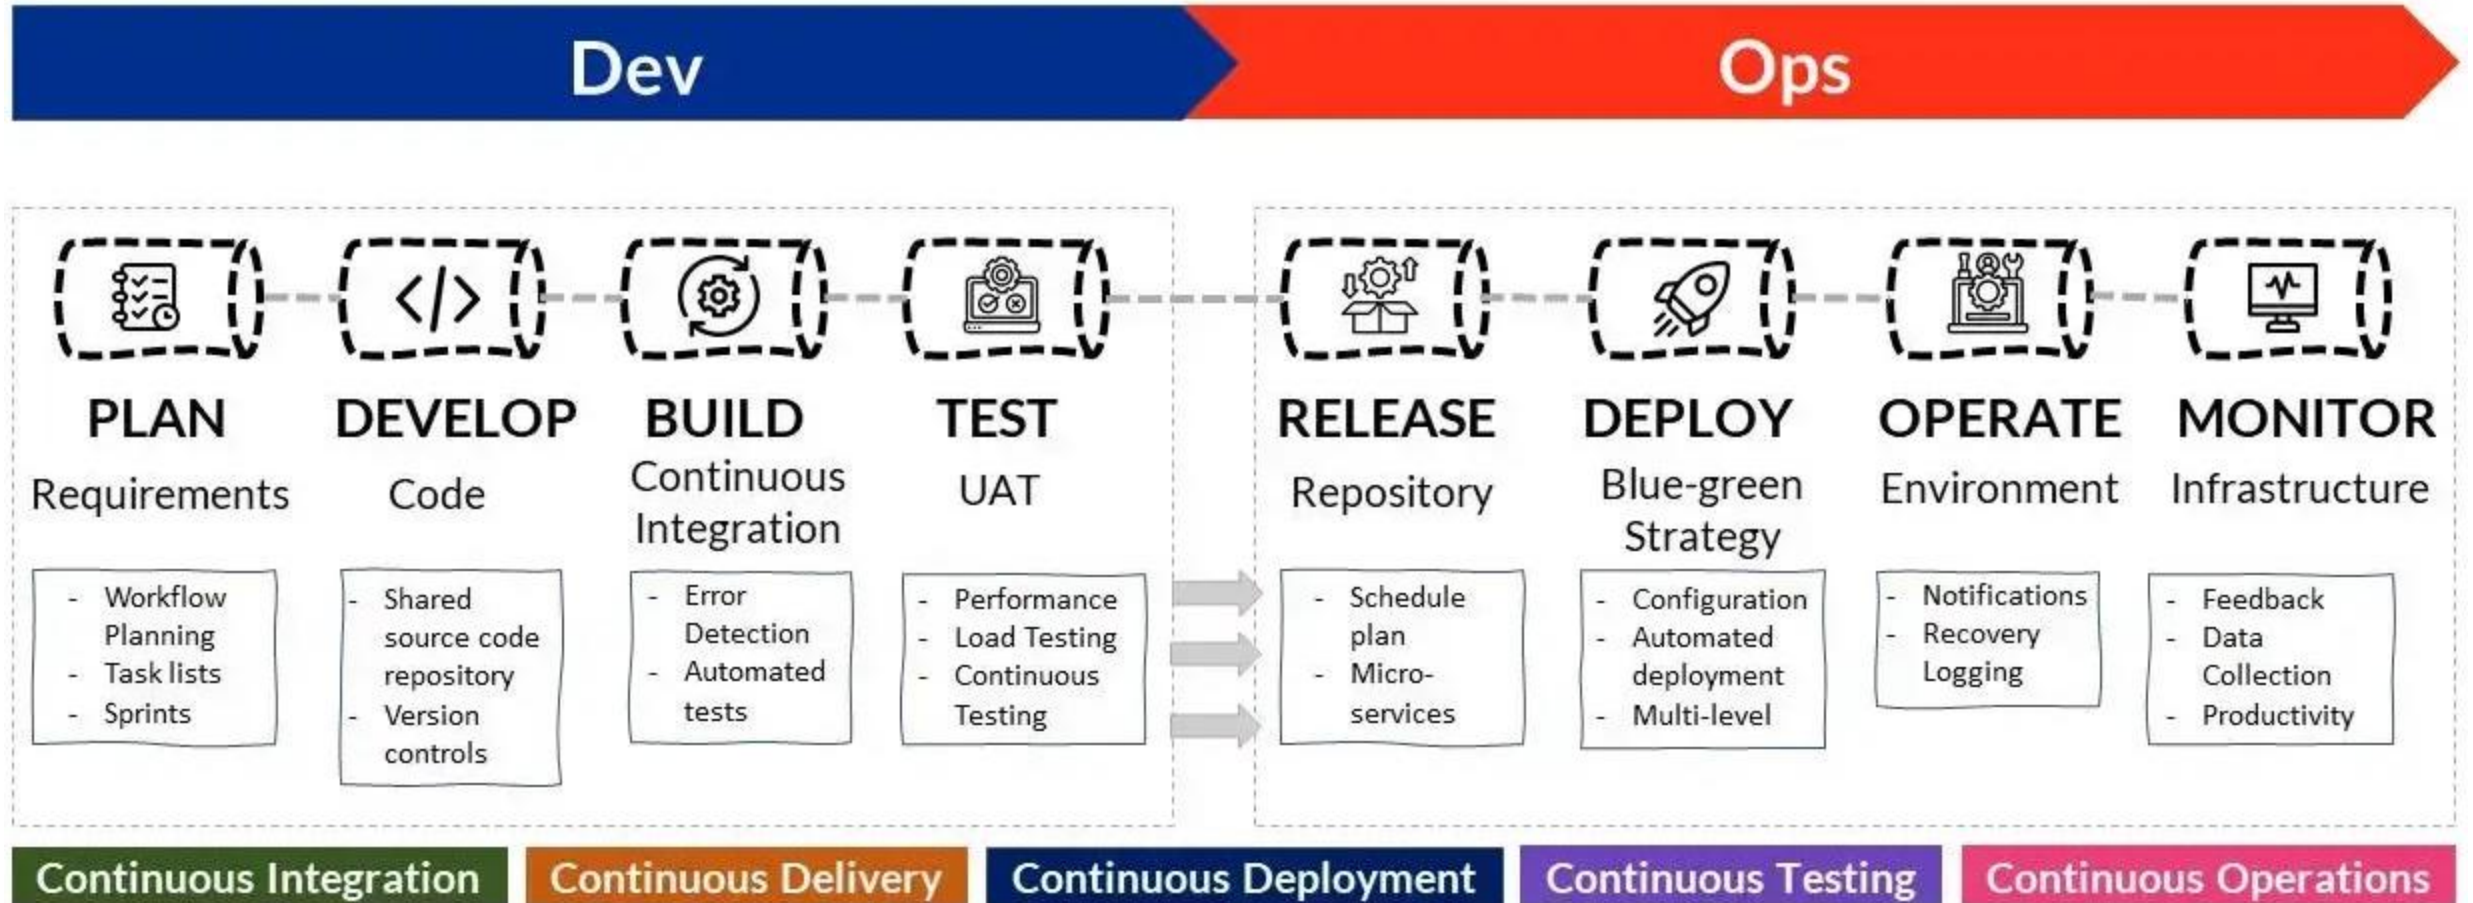 Dev
Ops
PLAN
Requirements
- Workflow
Planning
- Task lists
- Sprints
DEVELOP
Code
- Shared
source code
repository
- Version
controls
BUILD
Continuous
Integration
- Error
Detection
- Automated
tests
TEST
UAT
- Performance
- Load Testing
- Continuous
Testing
RELEASE
Repository
- Schedule
plan
- Micro-
services
DEPLOY
Blue-green
Strategy
- Configuration
- Automated
deployment
- Multi-level
OPERATE
Environment
- Notifications
- Recovery
Logging
MONITOR
Infrastructure
- Feedback
- Data
Collection
- Productivity
Continuous Integration
Continuous Delivery
Continuous Deployment
Continuous Testing
Continuous Operations